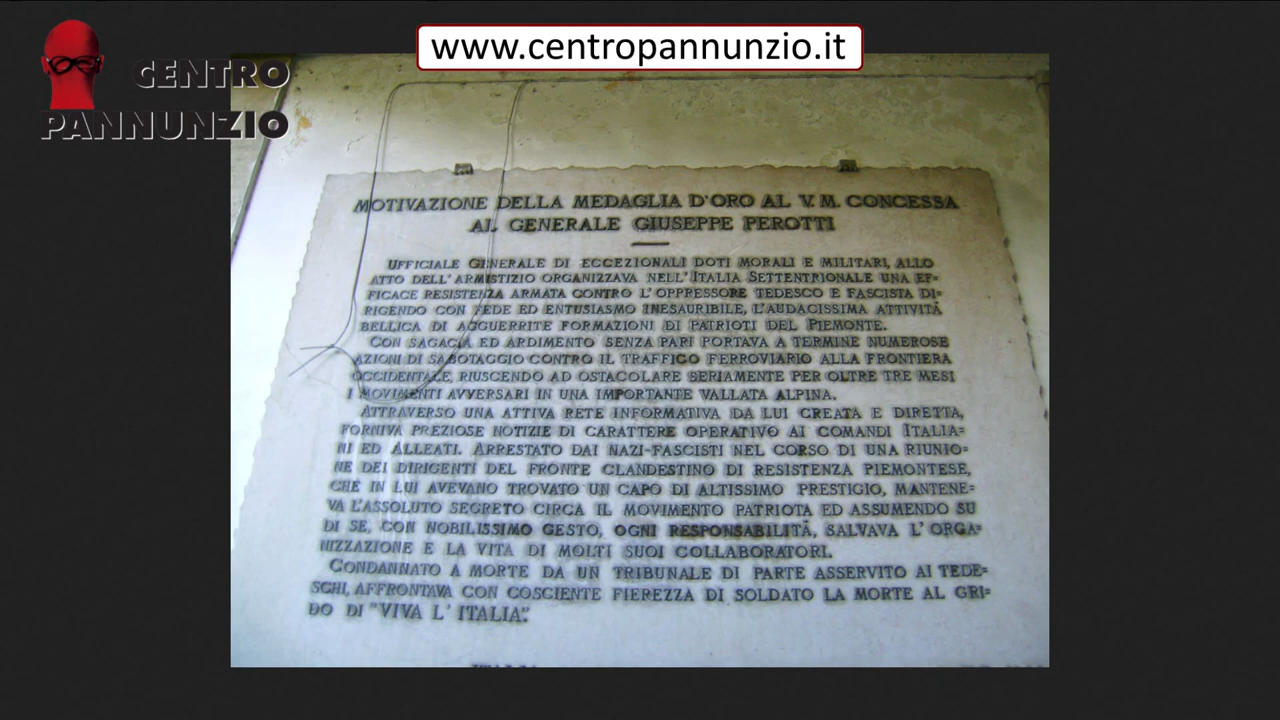 www.centropannunzio.it
CENTRO
PANNUNZIO
MOTIVAZIONE DELLA MEDAGLIA D'ORO AL V.M. CONCESSA
AL GENERALE GIUSEPPE PEROTTI
UFFICIALE GENERALE DI ECCEZIONALI DOTI MORALI E MILITARI, ALLO
ATTO DELL'ARMISTIZIO ORGANIZZAVA NELL'ITALIA SETTENTRIONALE UNA EF=
FICACE RESISTENZA ARMATA CONTRO L'OPPRESSORE TEDESCO E FASCISTA DI=
RIGENDO CON FEDE ED ENTUSIASMO INESAURIBILE, L'AUDACISSIMA ATTIVITÀ
BELLICA DI AGGUERRITE FORMAZIONI DI PATRIOTI DEL PIEMONTE.
CON SAGACIA ED ARDIMENTO SENZA PARI PORTAVA A TERMINE NUMEROSE
AZIONI DI SABOTAGGIO CONTRO IL TRAFFICO FERROVIARIO ALLA FRONTIERA
OCCIDENTALE, RIUSCENDO AD OSTACOLARE SERIAMENTE PER OLTRE TRE MESI
I MOVIMENTI AVVERSARI IN UNA IMPORTANTE VALLATA ALPINA.
ATTRAVERSO UNA ATTIVA RETE INFORMATIVA DA LUI CREATA E DIRETTA,
FORNIVA PREZIOSE NOTIZIE DI CARATTERE OPERATIVO AI COMANDI ITALIA=
NI ED ALLEATI. ARRESTATO DAI NAZI-FASCISTI NEL CORSO DI UNA RIUNIO=
NE DEI DIRIGENTI DEL FRONTE CLANDESTINO DI RESISTENZA PIEMONTESE,
CHE IN LUI AVEVANO TROVATO UN CAPO DI ALTISSIMO PRESTIGIO, MANTENE=
VA L'ASSOLUTO SEGRETO CIRCA IL MOVIMENTO PATRIOTA ED ASSUMENDO SU
DI SE, CON NOBILISSIMO GESTO, OGNI RESPONSABILITÀ, SALVAVA L'ORGA=
NIZZAZIONE E LA VITA DI MOLTI SUOI COLLABORATORI.
CONDANNATO A MORTE DA UN TRIBUNALE DI PARTE ASSERVITO AI TEDE=
SCHI, AFFRONTAVA CON COSCIENTE FIEREZZA DI SOLDATO LA MORTE AL GRI=
DO DI "VIVA L'ITALIA".